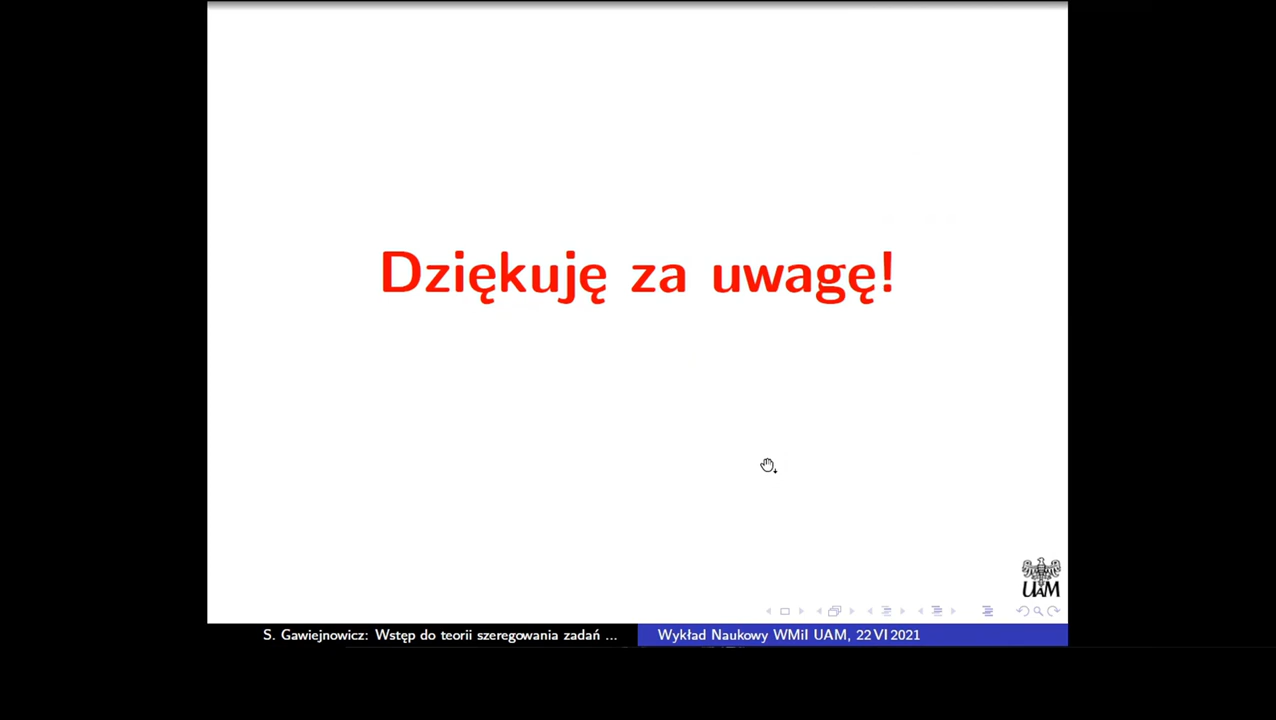 Dziękuję za uwagę!
UAM
S. Gawiejnowicz: Wstęp do teorii szeregowania zadań ...
Wykład Naukowy WMiI UAM, 22 VI 2021